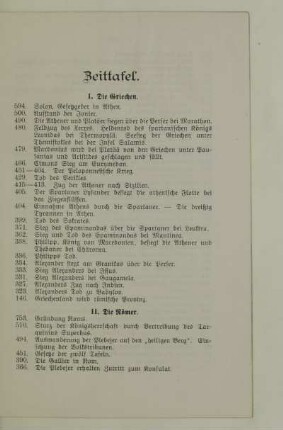 Zeittafel.
I. Die Griechen.
594. Solon, Gesetzgeber in Athen.
500. Aufstand der Jonier.
490. Die Athener und Platäer siegen über die Perser bei Marathon.
480. Feldzug des Xerxes. Heldentod des spartanischen Königs
Leonidas bei Thermopylä. Seesieg der Griechen unter
Themistokles bei der Insel Salamis.
479. Mardonius wird bei Platää von den Griechen unter Pau-
sanias und Aristides geschlagen und fällt.
466. Cimons Sieg am Eurymedon.
431—404. Der Peloponnesische Krieg.
429. Tod des Perikles
415—413. Zug der Athener nach Sizilien.
405. Der Spartaner Lysander besiegt die athenische Flotte bei
den Ziegenflüssen.
404. Einnahme Athens durch die Spartaner. — Die dreißig
Tyrannen in Athen.
399. Tod des Sokrates
371. Sieg des Epaminondas über die Spartaner bei Leuktra.
362. Sieg und Tod des Epaminondas bei Mantinea.
338. Philipp, König von Macedonien, besiegt die Athener und
Thebaner bei Chäronea.
336. Philipps Tod
334. Alexander siegt am Granikus über die Perser.
333. Sieg Alexanders bei Issus.
331. Sieg Alexanders bei Gaugamela.
327. Alexanders Zug nach Indien.
323. Alexanders Tod zu Babylon
146. Griechenland wird römische Provinz.
II. Die Römer.
753. Gründung Roms.
510. Sturz der Königsherrschaft durch Vertreibung des Tar-
quinius Superbus.
494. Auswanderung der Plebejer auf den „heiligen Berg". Ein-
setzung der Volkstribunen.
451. Gesetz der zwölf Tafeln.
390. Die Gallier in Rom.
366. Die Plebejer erhalten Zutritt zum Konsulat